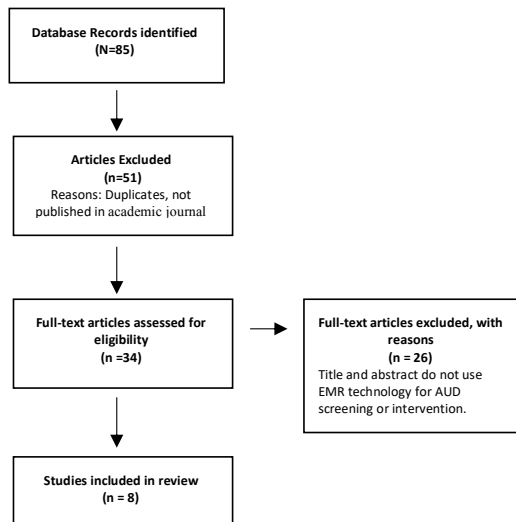 Database Records identified
(N=85)
Articles Excluded
(n=51)
Reasons: Duplicates, not
published in academic journal
Full-text articles assessed for
eligibility
(n =34)
Full-text articles excluded, with
reasons
(n = 26)
Title and abstract do not use
EMR technology for AUD
screening or intervention.
Studies included in review
(n = 8)